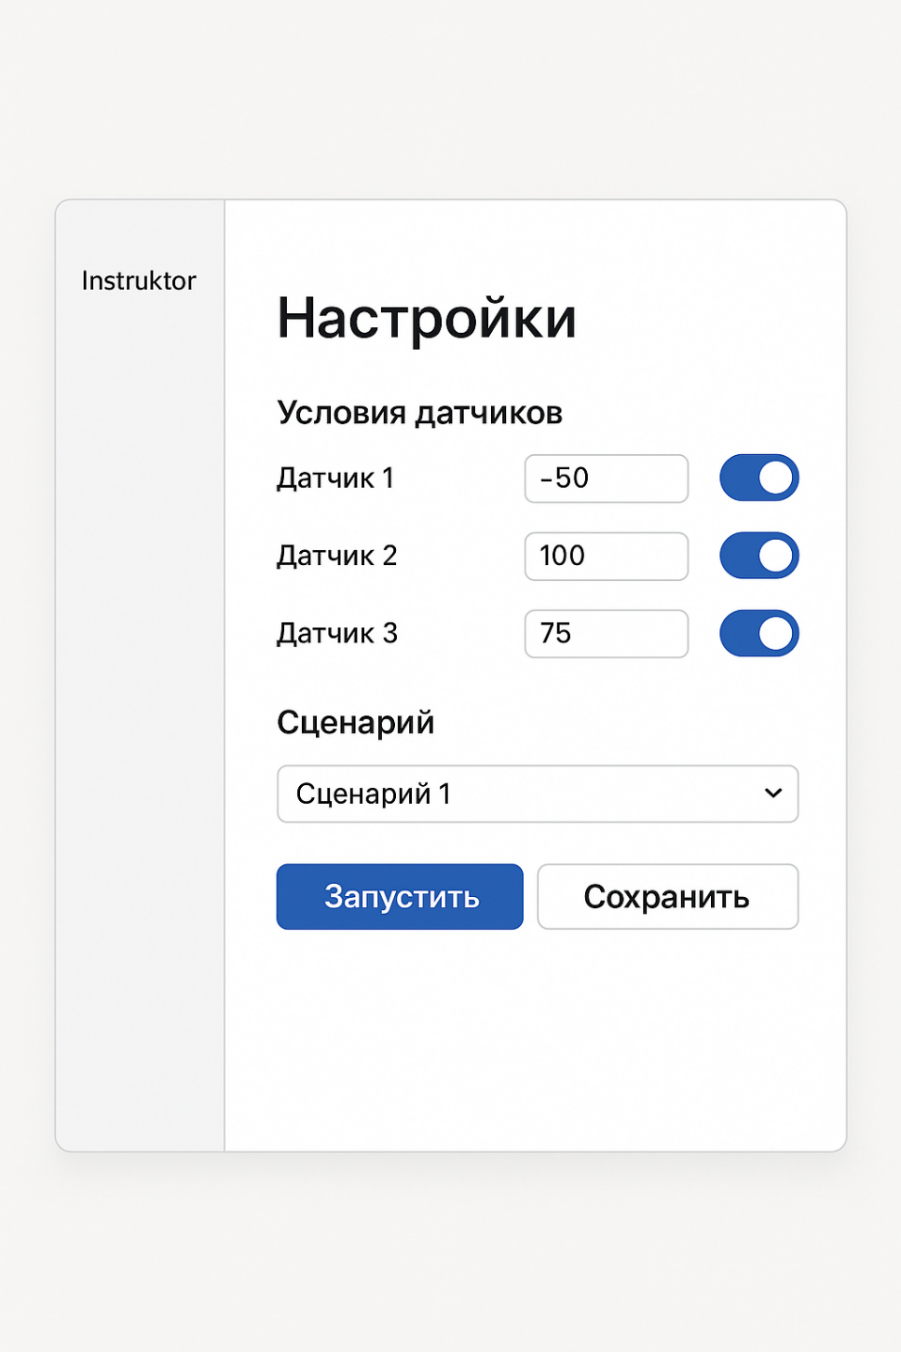 Instruktor
Настройки
Условия датчиков
Датчик 1 -50
Датчик 2 100
Датчик 3 75
Сценарий
Сценарий 1
Запустить Сохранить